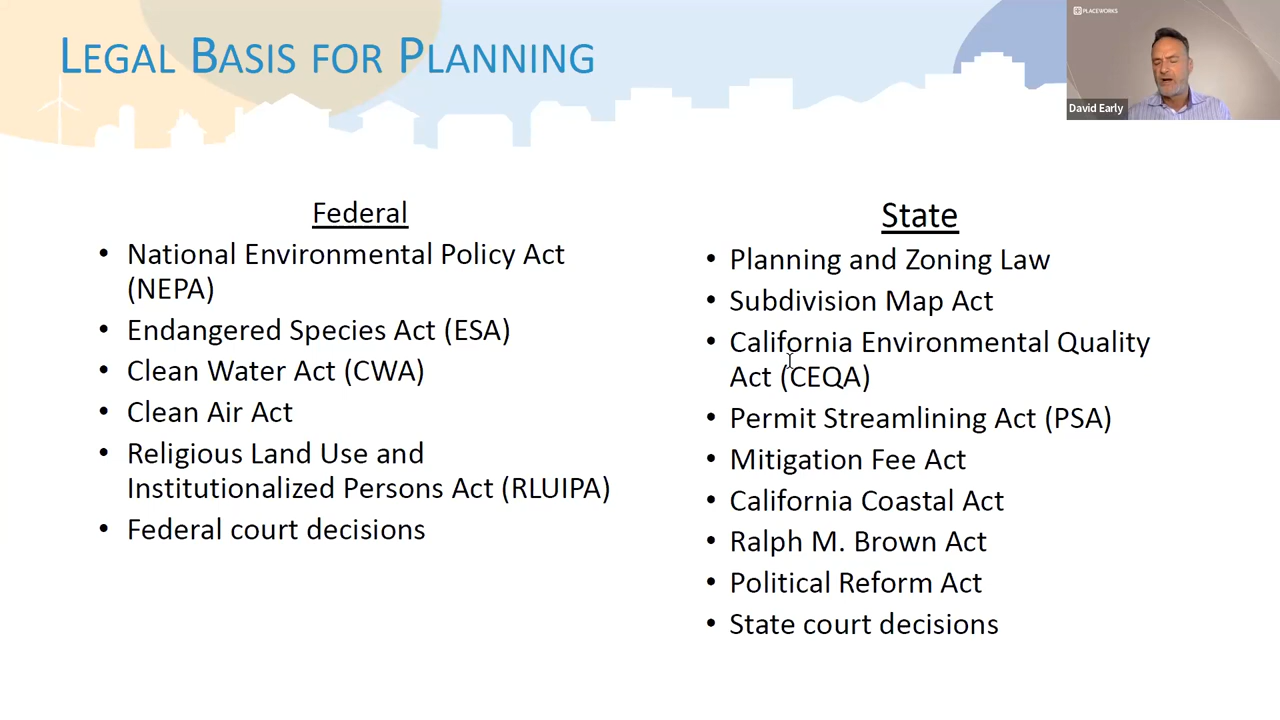 LEGAL BASIS FOR PLANNING
PLACEWORKS
David Early
Federal
• National Environmental Policy Act
(NEPA)
• Endangered Species Act (ESA)
• Clean Water Act (CWA)
• Clean Air Act
• Religious Land Use and
Institutionalized Persons Act (RLUIPA)
• Federal court decisions
State
• Planning and Zoning Law
• Subdivision Map Act
• California Environmental Quality
Act (CEQA)
• Permit Streamlining Act (PSA)
• Mitigation Fee Act
• California Coastal Act
• Ralph M. Brown Act
• Political Reform Act
• State court decisions